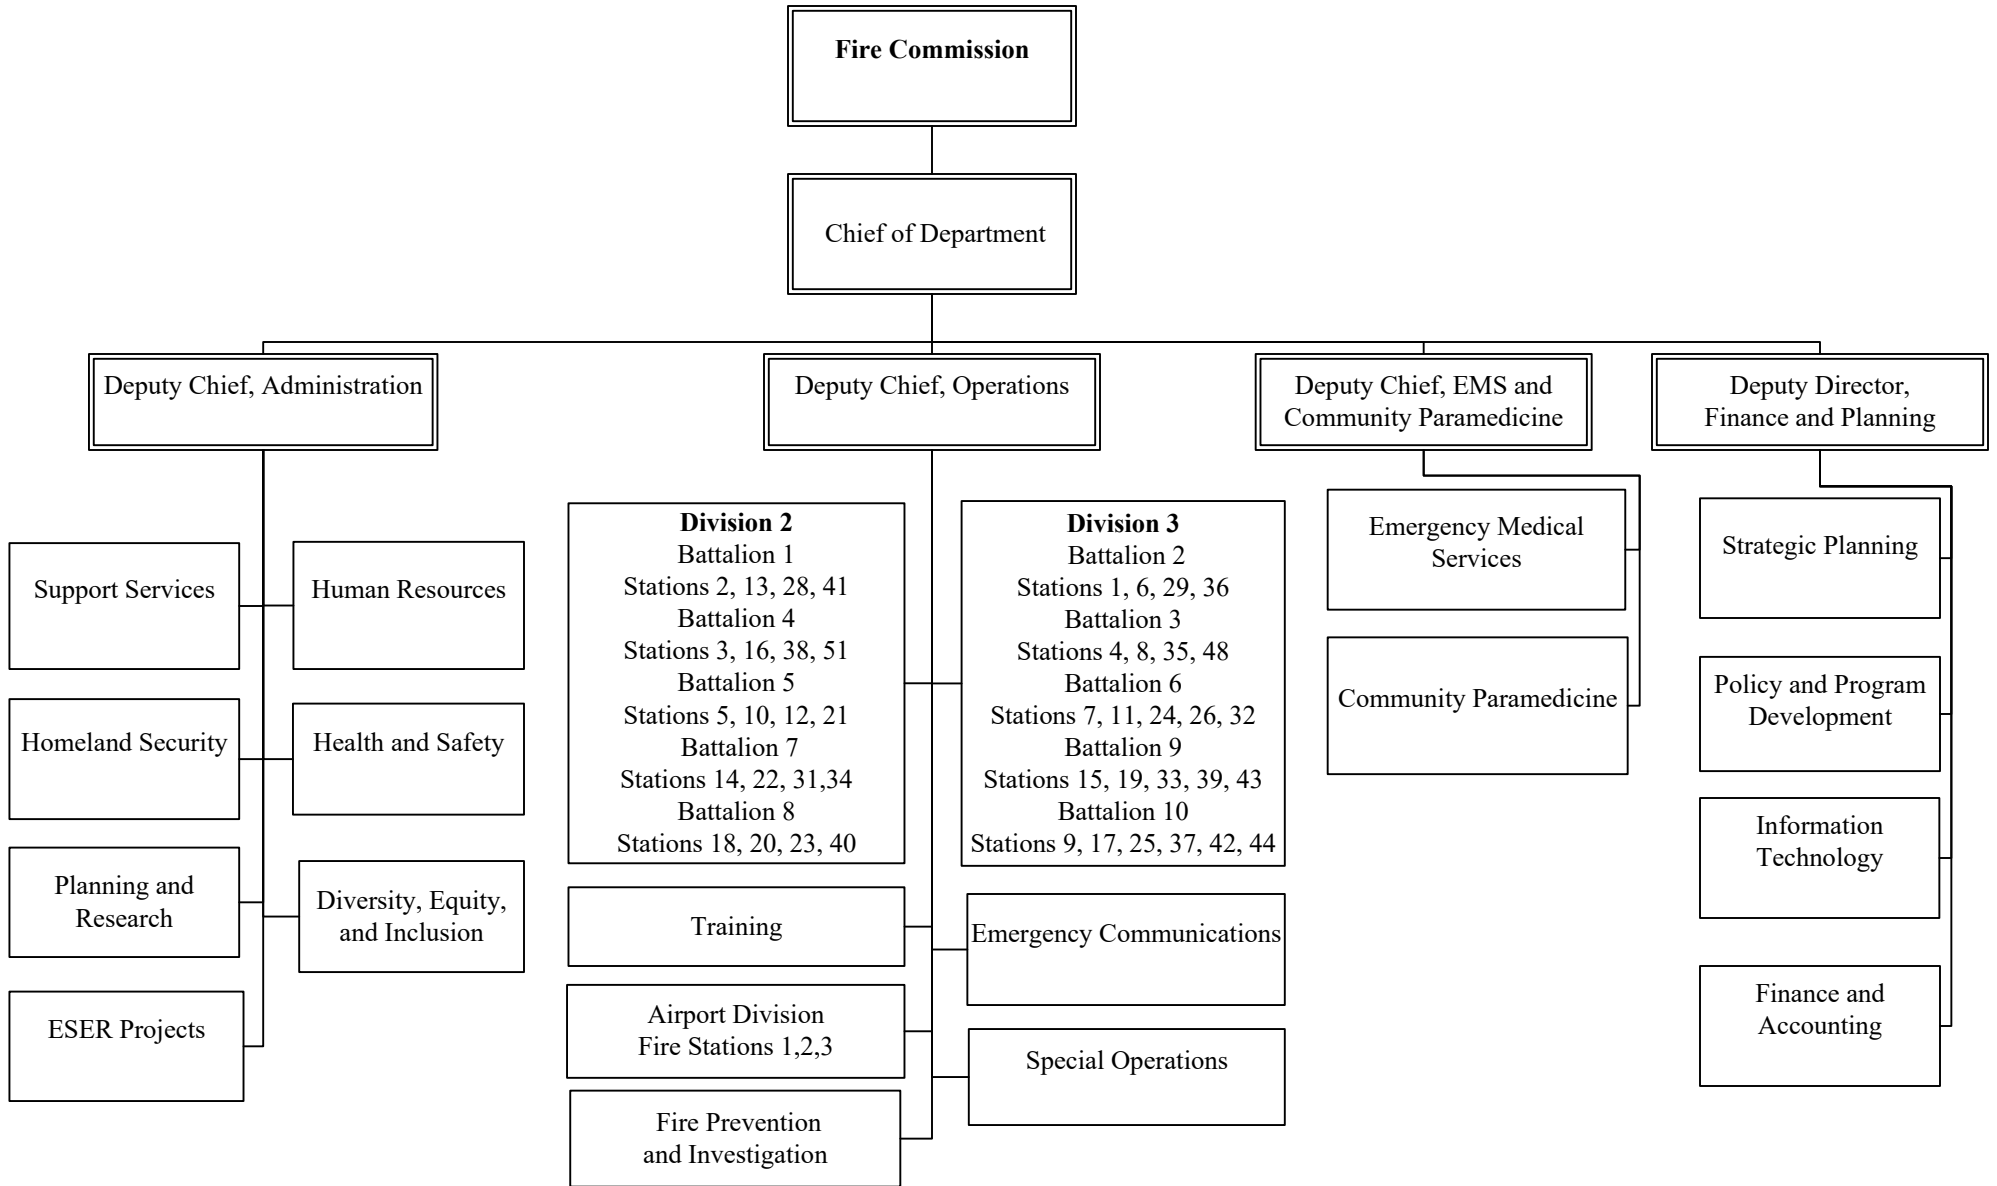 Fire Commission
Chief of Department
Deputy Chief, Administration
Support Services
Human Resources
Homeland Security
Health and Safety
Planning and
Research
Diversity, Equity,
and Inclusion
ESER Projects
Deputy Chief, Operations
Division 2
Battalion 1
Stations 2, 13, 28, 41
Battalion 4
Stations 3, 16, 38, 51
Battalion 5
Stations 5, 10, 12, 21
Battalion 7
Stations 14, 22, 31,34
Battalion 8
Stations 18, 20, 23, 40
Division 3
Battalion 2
Stations 1, 6, 29, 36
Battalion 3
Stations 4, 8, 35, 48
Battalion 6
Stations 7, 11, 24, 26, 32
Battalion 9
Stations 15, 19, 33, 39, 43
Battalion 10
Stations 9, 17, 25, 37, 42, 44
Training
Emergency Communications
Airport Division
Fire Stations 1,2,3
Special Operations
Fire Prevention
and Investigation
Deputy Chief, EMS and
Community Paramedicine
Emergency Medical
Services
Community Paramedicine
Deputy Director,
Finance and Planning
Strategic Planning
Policy and Program
Development
Information
Technology
Finance and
Accounting